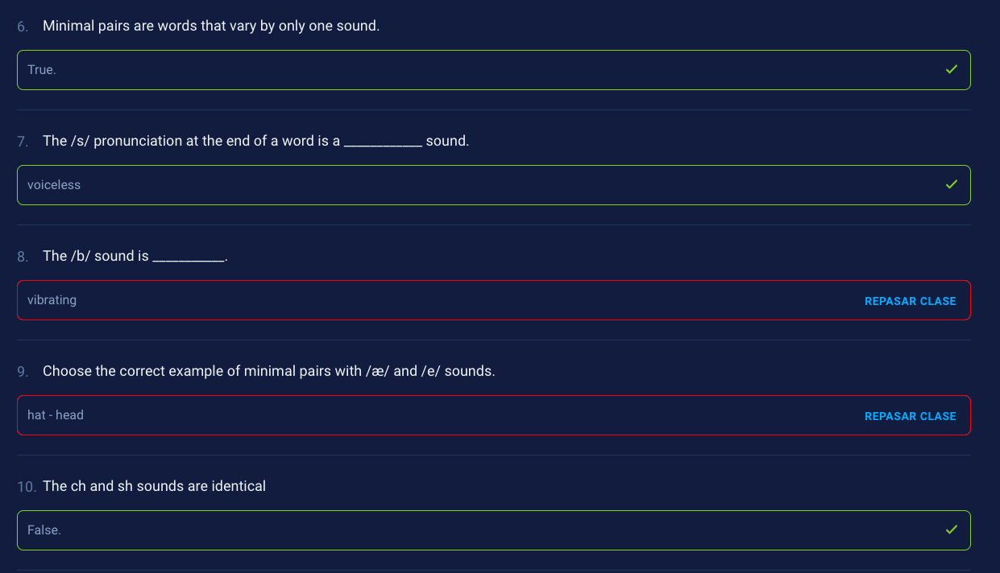 6. Minimal pairs are words that vary by only one sound.
True.
7. The /s/ pronunciation at the end of a word is a ____________ sound.
voiceless
8. The /b/ sound is ___________.
vibrating REPASAR CLASE
9. Choose the correct example of minimal pairs with /æ/ and /e/ sounds.
hat - head REPASAR CLASE
10. The ch and sh sounds are identical
False.